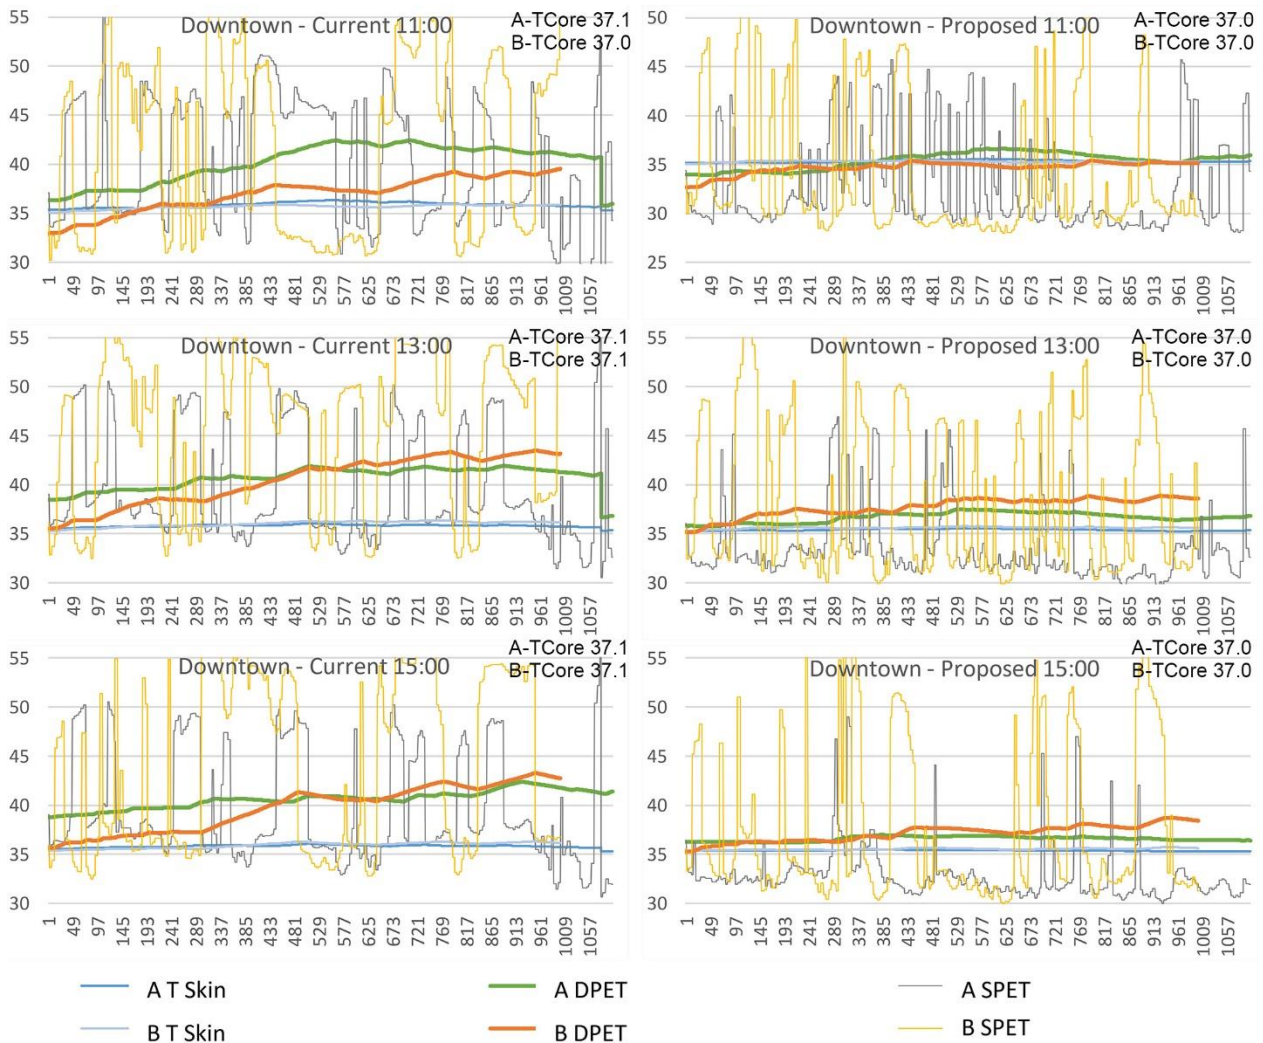 Downtown - Current 11:00
A-TCore 37.1
B-TCore 37.0
55
50
45
40
35
30
1 49 97 145 193 241 289 337 385 433 481 529 577 625 673 721 769 817 865 913 961 1009 1057
Downtown - Proposed 11:00
A-TCore 37.0
B-TCore 37.0
50
45
40
35
30
25
1 49 97 145 193 241 289 337 385 433 481 529 577 625 673 721 769 817 865 913 961 1009 1057
Downtown - Current 13:00
A-TCore 37.1
B-TCore 37.1
55
50
45
40
35
30
1 49 97 145 193 241 289 337 385 433 481 529 577 625 673 721 769 817 865 913 961 1009 1057
Downtown - Proposed 13:00
A-TCore 37.0
B-TCore 37.0
55
50
45
40
35
30
1 49 97 145 193 241 289 337 385 433 481 529 577 625 673 721 769 817 865 913 961 1009 1057
Downtown - Current 15:00
A-TCore 37.1
B-TCore 37.1
55
50
45
40
35
30
1 49 97 145 193 241 289 337 385 433 481 529 577 625 673 721 769 817 865 913 961 1009 1057
Downtown - Proposed 15:00
A-TCore 37.0
B-TCore 37.0
55
50
45
40
35
30
1 49 97 145 193 241 289 337 385 433 481 529 577 625 673 721 769 817 865 913 961 1009 1057
A T Skin
A DPET
A SPET
B T Skin
B DPET
B SPET